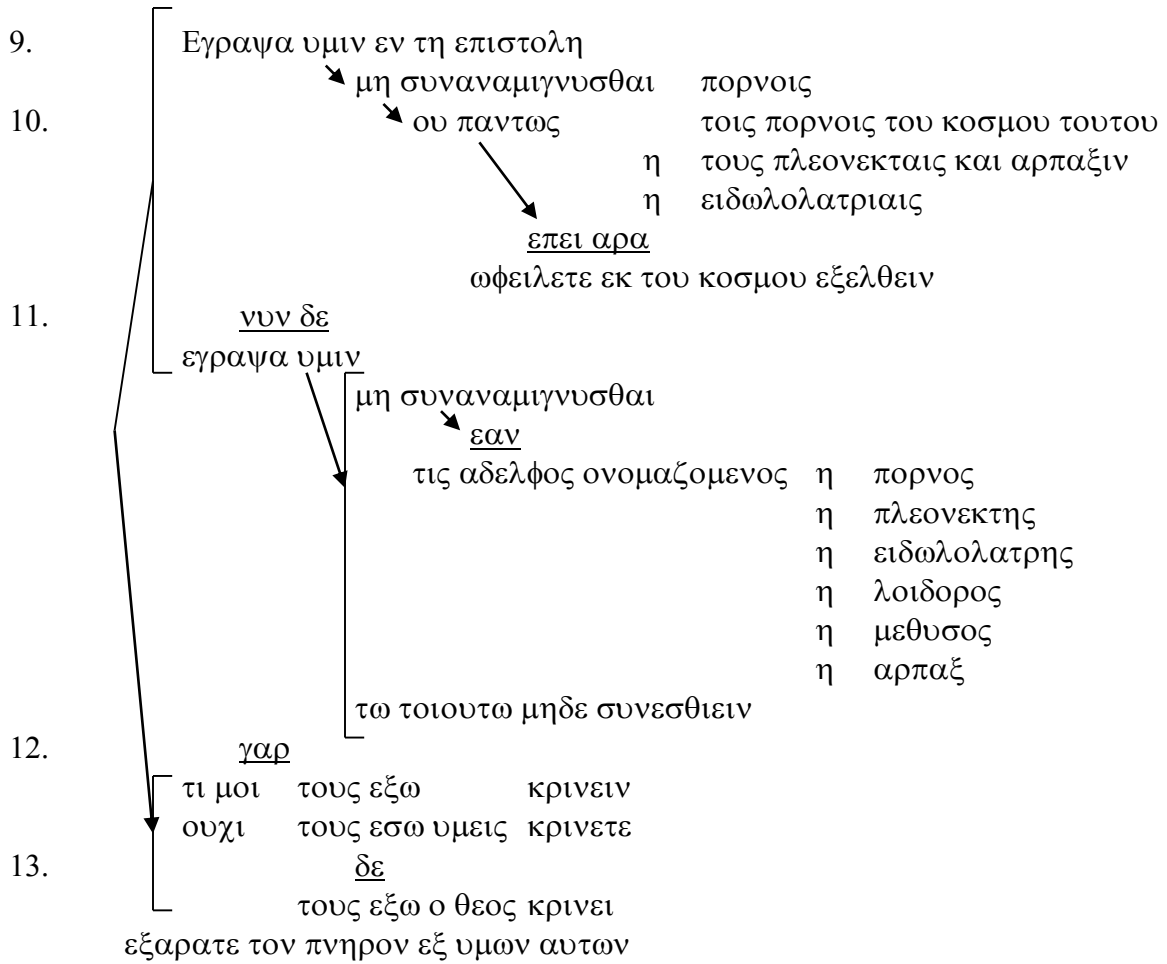 9. Εγραψα υμιν εν τη επιστολη
μη συναναμιγνυσθαι πορνοις
10. ου παντως τοις πορνοις του κοσμου τουτου
η τους πλεονεκταις και αρπαξιν
η ειδωλολατριαις
επει αρα
ωφειλετε εκ του κοσμου εξελθειν
11. νυν δε
εγραψα υμιν
μη συναναμιγνυσθαι
εαν
τις αδελφος ονομαζομενος η πορνος
η πλεονεκτης
η ειδωλολατρης
η λοιδορος
η μεθυσος
η αρπαξ
τω τοιουτω μηδε συνεσθιειν
12. γαρ
τι μοι τους εξω κρινειν
ουχι τους εσω υμεις κρινετε
13. δε
τους εξω ο θεος κρινει
εξαρατε τον πνηρον εξ υμων αυτων